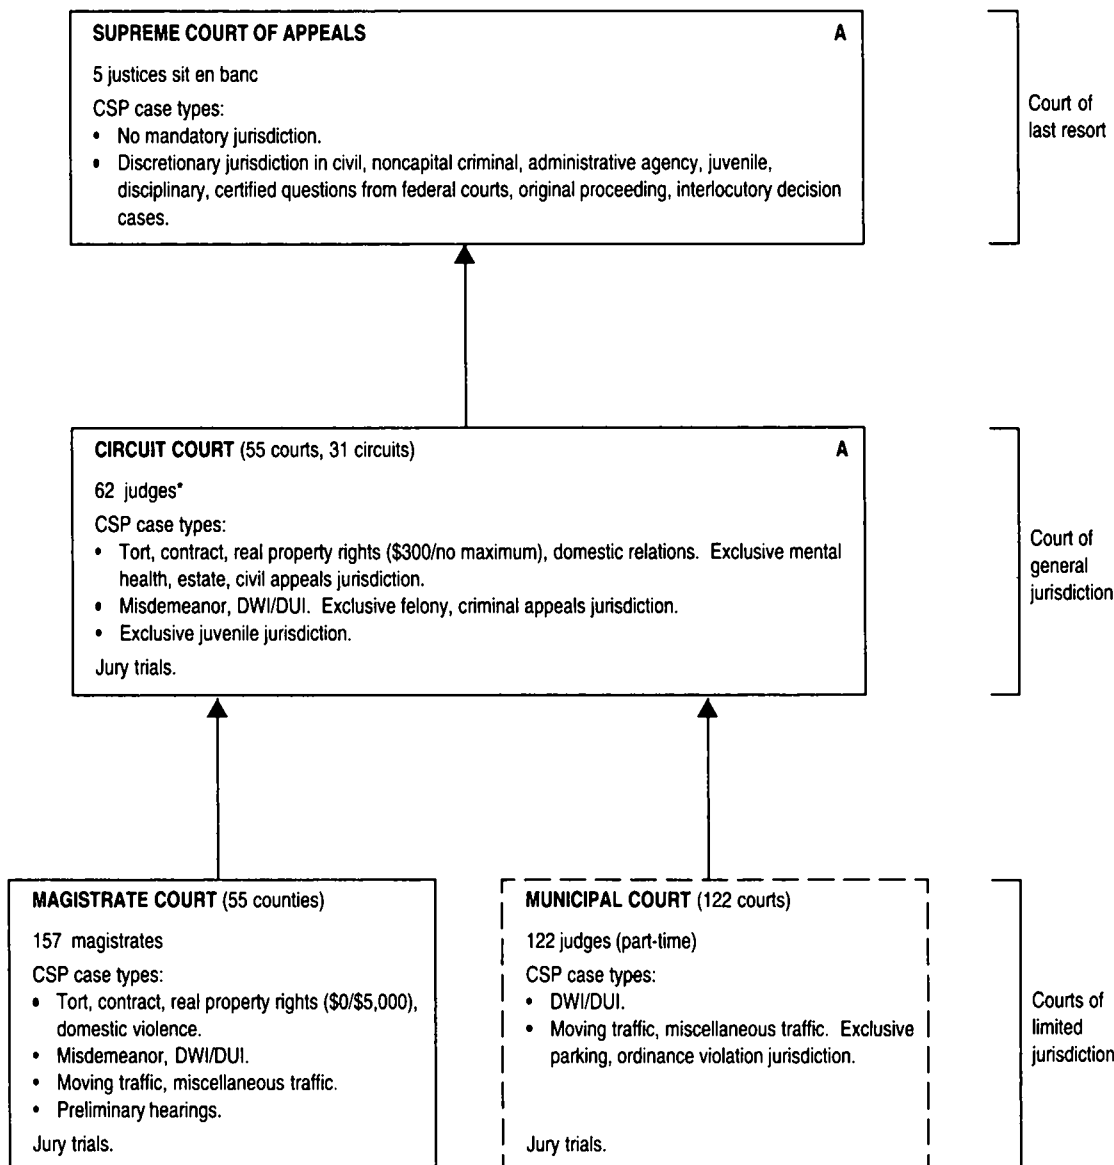 SUPREME COURT OF APPEALS A
5 justices sit en banc
CSP case types:
• No mandatory jurisdiction.
• Discretionary jurisdiction in civil, noncapital criminal, administrative agency, juvenile,
disciplinary, certified questions from federal courts, original proceeding, interlocutory decision
cases.
Court of
last resort
CIRCUIT COURT (55 courts, 31 circuits) A
62 judges*
CSP case types:
• Tort, contract, real property rights ($300/no maximum), domestic relations. Exclusive mental
health, estate, civil appeals jurisdiction.
• Misdemeanor, DWI/DUI. Exclusive felony, criminal appeals jurisdiction.
• Exclusive juvenile jurisdiction.
Jury trials.
Court of
general
jurisdiction
MAGISTRATE COURT (55 counties)
157 magistrates
CSP case types:
• Tort, contract, real property rights ($0/$5,000),
domestic violence.
• Misdemeanor, DWI/DUI.
• Moving traffic, miscellaneous traffic.
• Preliminary hearings.
Jury trials.
MUNICIPAL COURT (122 courts)
122 judges (part-time)
CSP case types:
• DWI/DUI.
• Moving traffic, miscellaneous traffic. Exclusive
parking, ordinance violation jurisdiction.
Jury trials.
Courts of
limited
jurisdiction